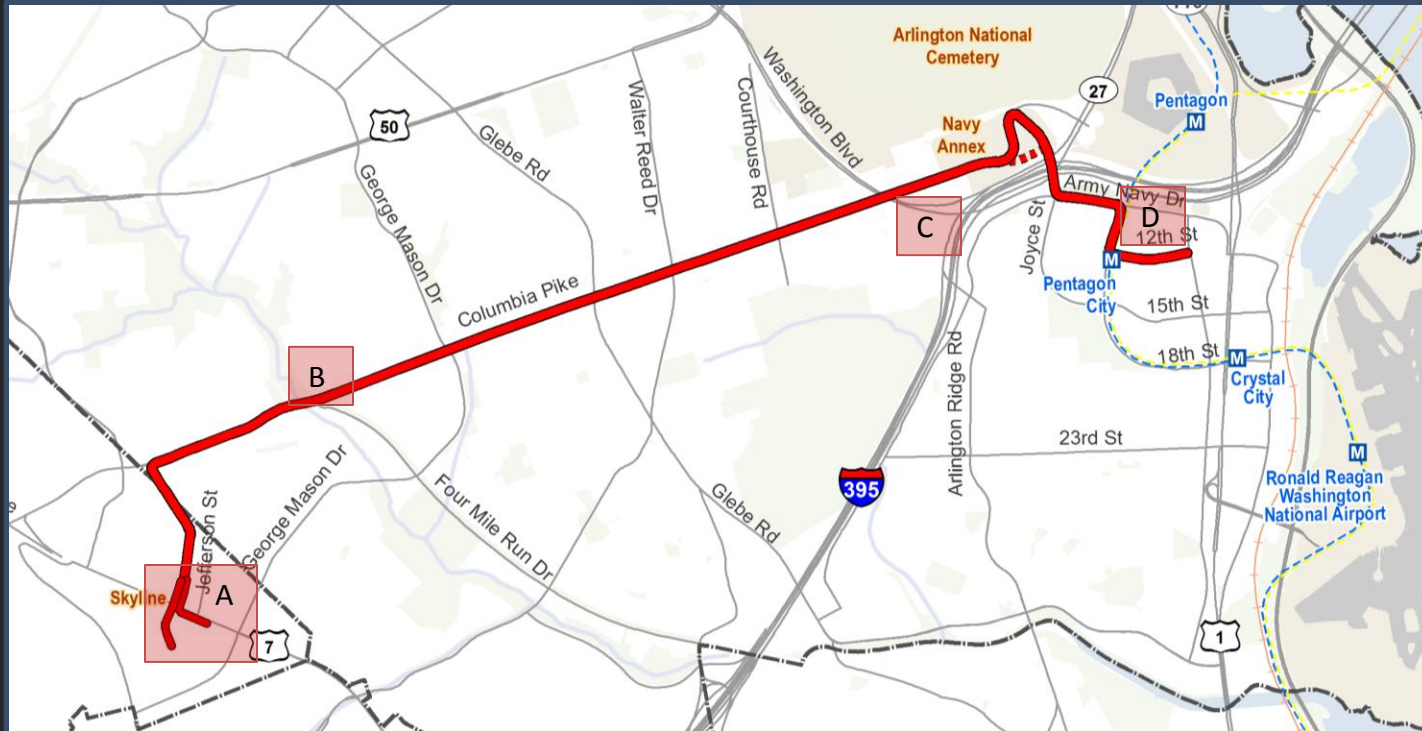 Arlington National
Cemetery
Washington Blvd
27
Pentagon
M
50
Walter Reed Dr
Courthouse Rd
Navy
Annex
Glebe Rd
George Mason Dr
Army Navy Dr
D
C
12th St
Joyce St
M
Pentagon
City
Columbia Pike
15th St
18th St
M
Crystal
City
B
Arlington Ridge Rd
23rd St
M
George Mason Dr
Four Mile Run Dr
Glebe Rd
395
Ronald Reagan
Washington
National Airport
Jefferson St
Skyline
A
7
1